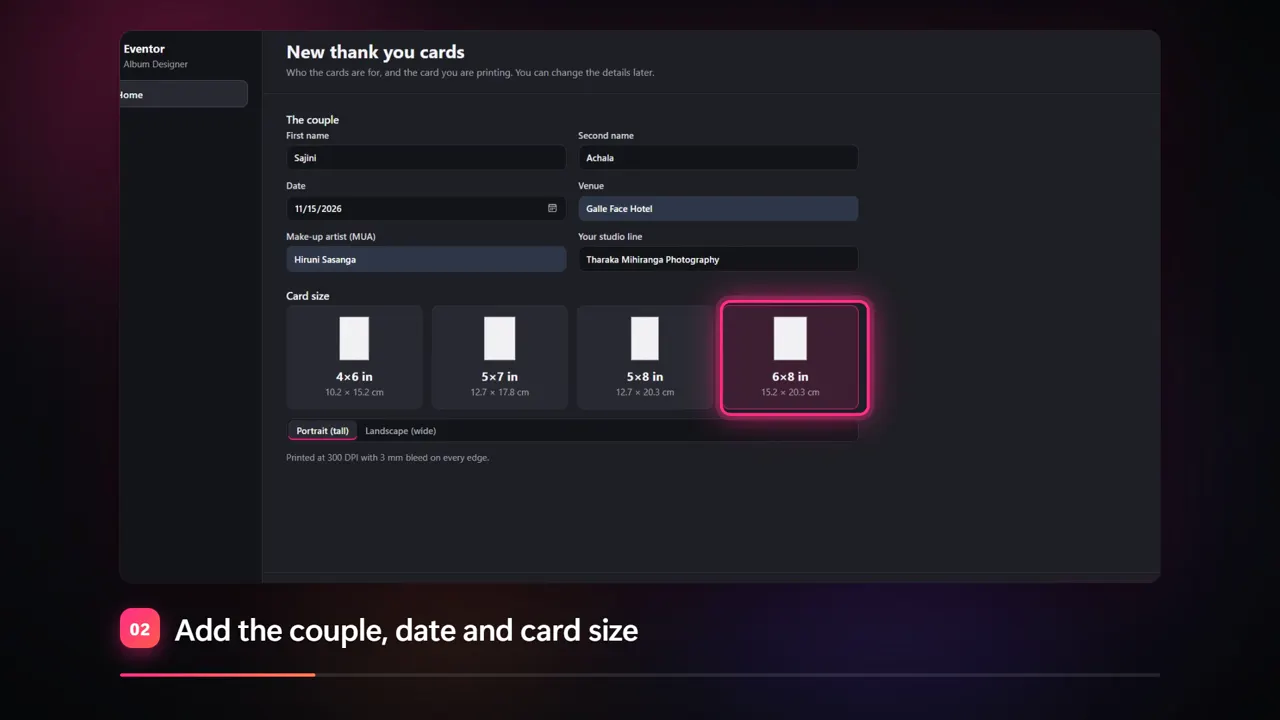 Eventor
Album Designer
Home
New thank you cards
Who the cards are for, and the card you are printing. You can change the details later.
The couple
First name
Second name
Sajini
Achala
Date
Venue
11/15/2026
Galle Face Hotel
Make-up artist (MUA)
Your studio line
Hiruni Sasanga
Tharaka Mihiranga Photography
Card size
4×6 in
10.2 × 15.2 cm
5×7 in
12.7 × 17.8 cm
5×8 in
12.7 × 20.3 cm
6×8 in
15.2 × 20.3 cm
Portrait (tall)
Landscape (wide)
Printed at 300 DPI with 3 mm bleed on every edge.
02 Add the couple, date and card size